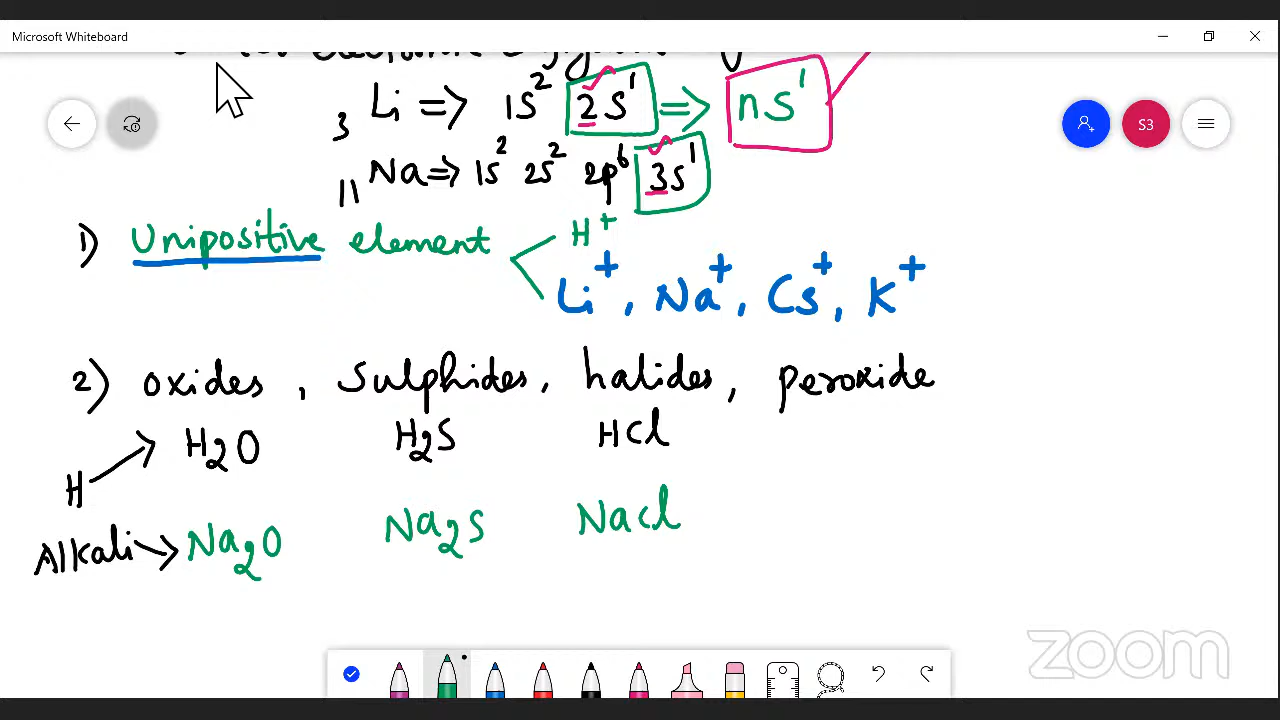 Microsoft Whiteboard
3 Li => 1s² 2s¹ => ns¹
11 Na => 1s² 2s² 2p⁶ 3s¹
1) Unipositive element H⁺
Li⁺, Na⁺, Cs⁺, K⁺
2) oxides, sulphides, halides, peroxide
H → H₂O H₂S HCl
Alkali → Na₂O Na₂S NaCl
S3
zoom